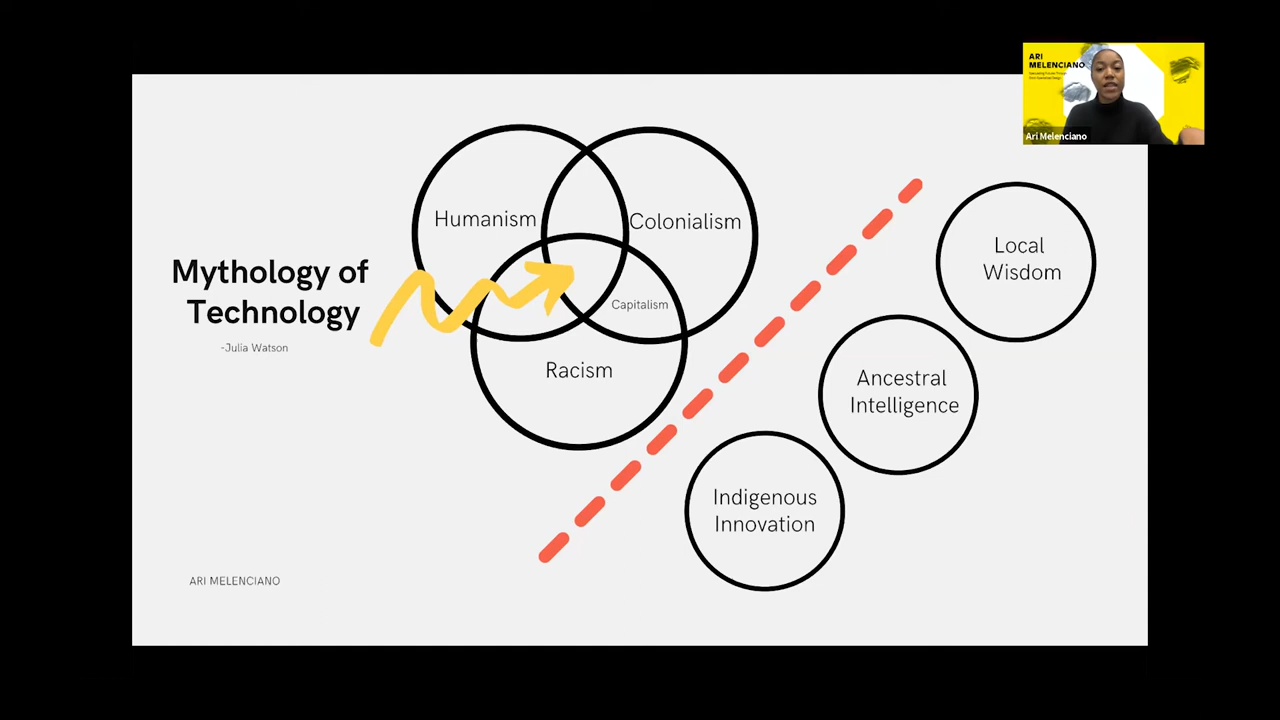 ARI
MELENCIANO
Ari Melenciano
Humanism
Colonialism
Mythology of
Technology
-Julia Watson
Capitalism
Racism
Local
Wisdom
Ancestral
Intelligence
Indigenous
Innovation
ARI MELENCIANO